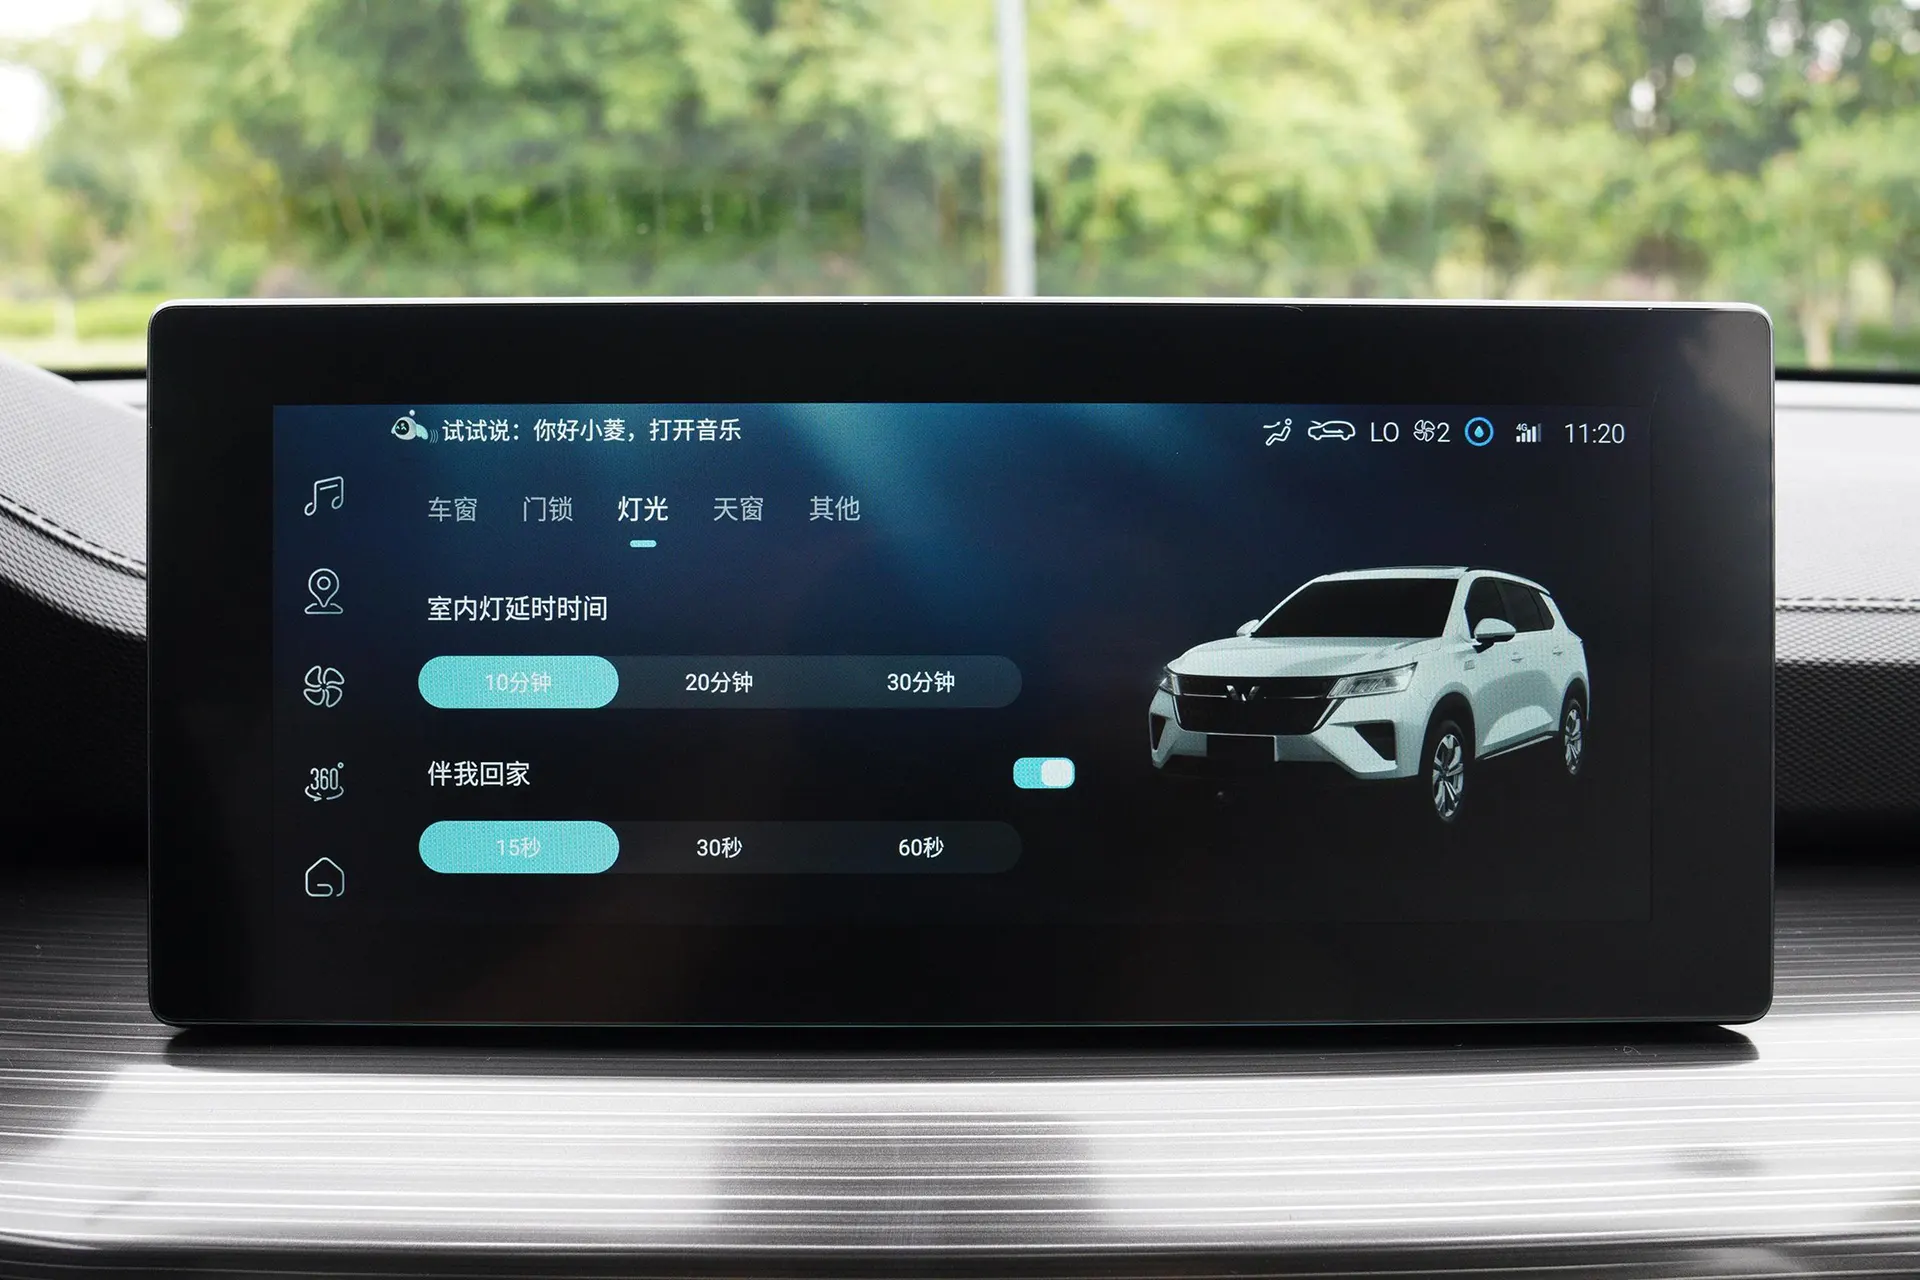 试试说：你好小菱，打开音乐
LO 2 4G 11:20
车窗 门锁 灯光 天窗 其他
室内灯延时时间
10分钟 20分钟 30分钟
360°
伴我回家
15秒 30秒 60秒